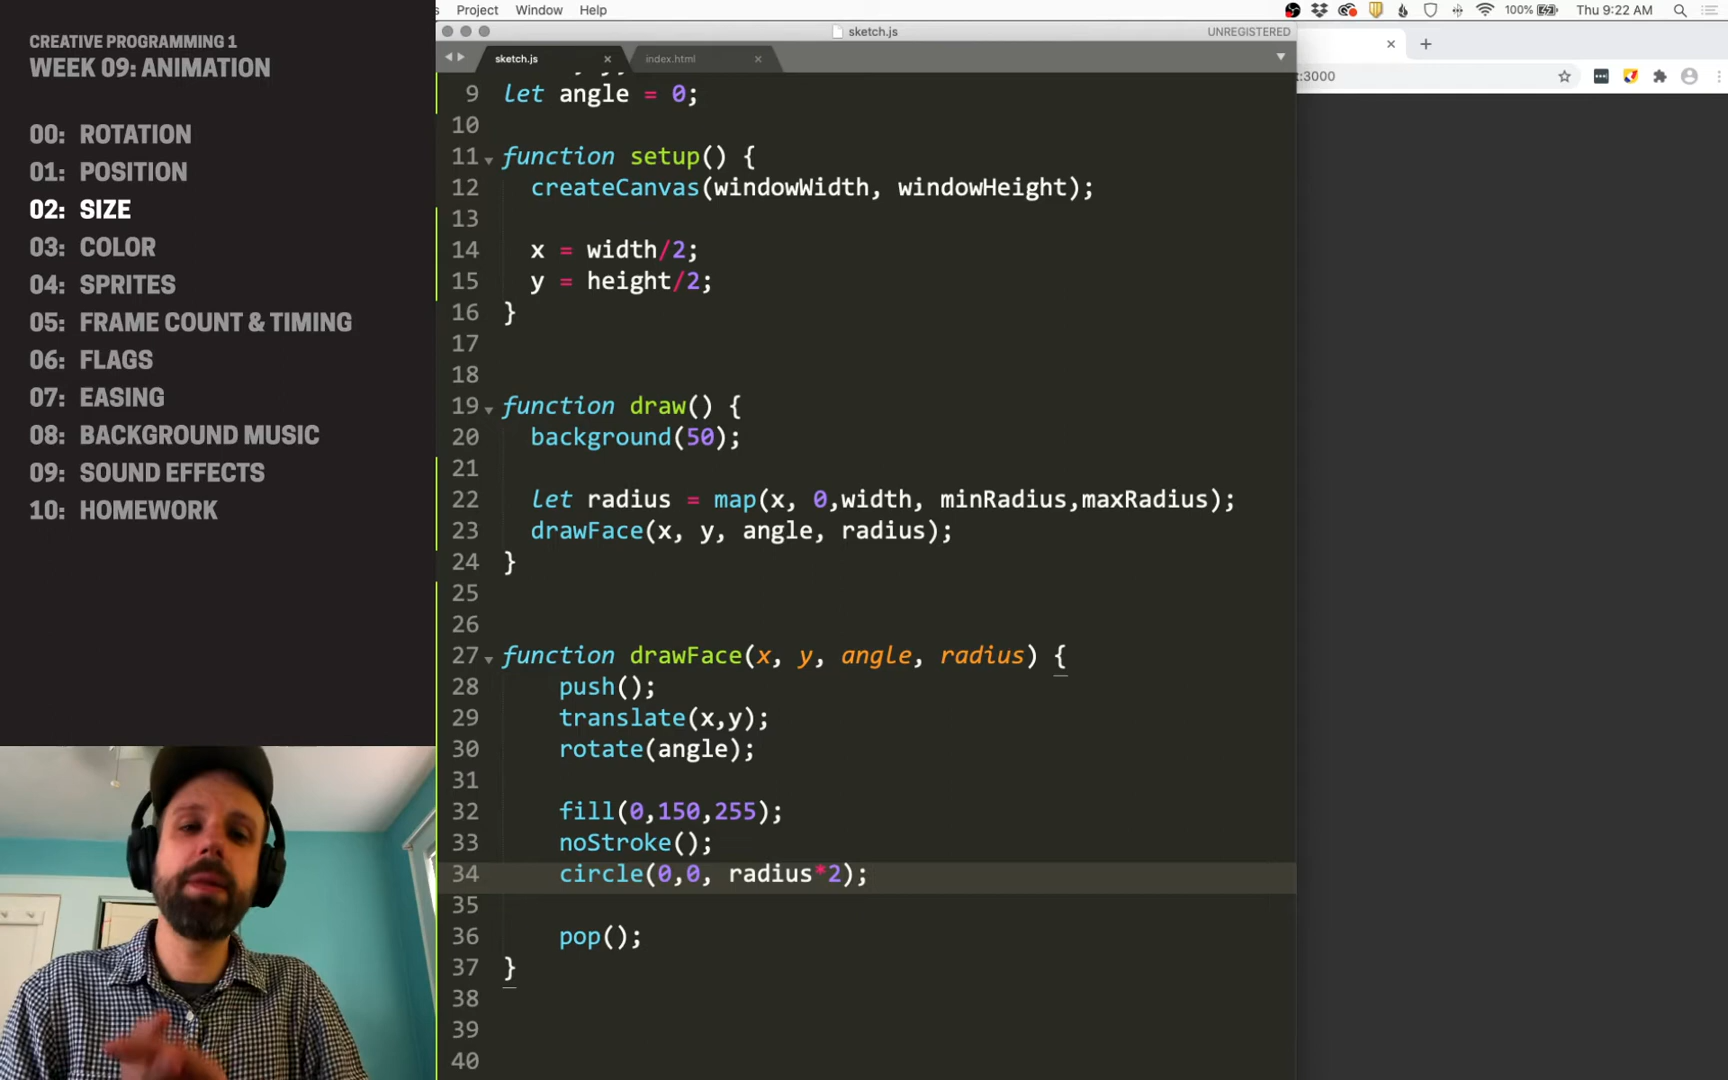 CREATIVE PROGRAMMING 1
WEEK 09: ANIMATION
00: ROTATION
01: POSITION
02: SIZE
03: COLOR
04: SPRITES
05: FRAME COUNT & TIMING
06: FLAGS
07: EASING
08: BACKGROUND MUSIC
09: SOUND EFFECTS
10: HOMEWORK
Project Window Help
100% Thu 9:22 AM
sketch.js UNREGISTERED
sketch.js index.html
:3000
9 let angle = 0;
10
11 function setup() {
12 createCanvas(windowWidth, windowHeight);
13
14 x = width/2;
15 y = height/2;
16 }
17
18
19 function draw() {
20 background(50);
21
22 let radius = map(x, 0,width, minRadius,maxRadius);
23 drawFace(x, y, angle, radius);
24 }
25
26
27 function drawFace(x, y, angle, radius) {
28 push();
29 translate(x,y);
30 rotate(angle);
31
32 fill(0,150,255);
33 noStroke();
34 circle(0,0, radius*2);
35
36 pop();
37 }
38
39
40